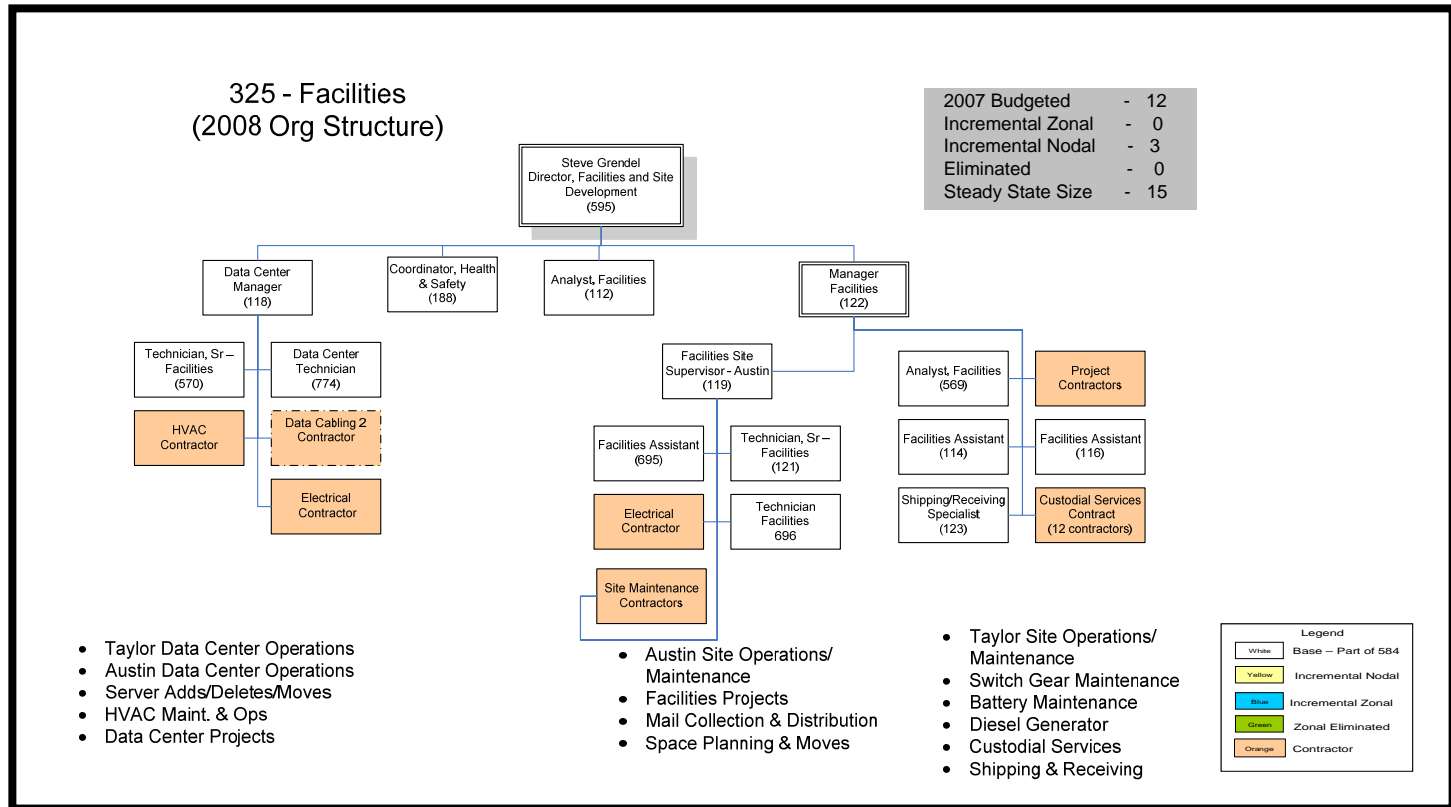 325 - Facilities
(2008 Org Structure)
2007 Budgeted - 12
Incremental Zonal - 0
Incremental Nodal - 3
Eliminated - 0
Steady State Size - 15
Steve Grendel
Director, Facilities and Site
Development
(595)
Data Center
Manager
(118)
Coordinator, Health
& Safety
(188)
Analyst, Facilities
(112)
Manager
Facilities
(122)
Technician, Sr –
Facilities
(570)
Data Center
Technician
(774)
HVAC
Contractor
Data Cabling 2
Contractor
Electrical
Contractor
Facilities Site
Supervisor - Austin
(119)
Facilities Assistant
(695)
Technician, Sr –
Facilities
(121)
Electrical
Contractor
Technician
Facilities
696
Site Maintenance
Contractors
Analyst, Facilities
(569)
Project
Contractors
Facilities Assistant
(114)
Facilities Assistant
(116)
Shipping/Receiving
Specialist
(123)
Custodial Services
Contract
(12 contractors)
• Taylor Data Center Operations
• Austin Data Center Operations
• Server Adds/Deletes/Moves
• HVAC Maint. & Ops
• Data Center Projects
• Austin Site Operations/
Maintenance
• Facilities Projects
• Mail Collection & Distribution
• Space Planning & Moves
• Taylor Site Operations/
Maintenance
• Switch Gear Maintenance
• Battery Maintenance
• Diesel Generator
• Custodial Services
• Shipping & Receiving
Legend
White Base – Part of 584
Yellow Incremental Nodal
Blue Incremental Zonal
Green Zonal Eliminated
Orange Contractor